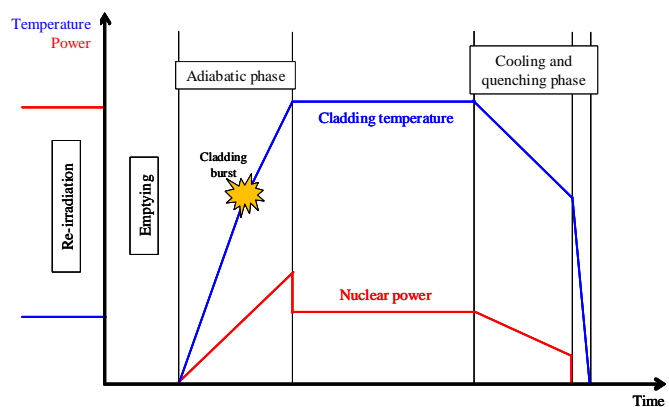 Temperature
Power
Adiabatic phase
Cooling and
quenching phase
Cladding temperature
Cladding
burst
Re-irradiation
Emptying
Nuclear power
Time